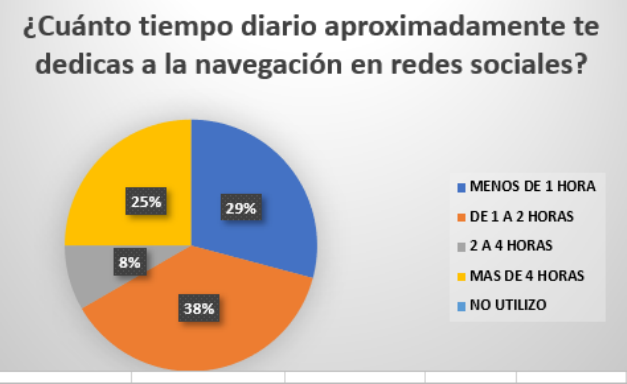 ¿Cuánto tiempo diario aproximadamente te
dedicas a la navegación en redes sociales?
25%
29%
8%
38%
MENOS DE 1 HORA
DE 1 A 2 HORAS
2 A 4 HORAS
MAS DE 4 HORAS
NO UTILIZO